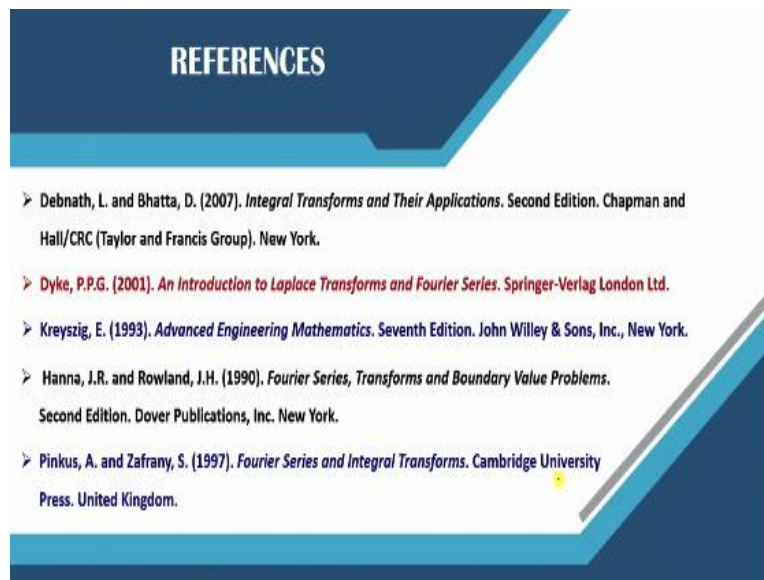 REFERENCES
➢ Debnath, L. and Bhatta, D. (2007). Integral Transforms and Their Applications. Second Edition. Chapman and
Hall/CRC (Taylor and Francis Group). New York.
➢ Dyke, P.P.G. (2001). An Introduction to Laplace Transforms and Fourier Series. Springer-Verlag London Ltd.
➢ Kreyszig, E. (1993). Advanced Engineering Mathematics. Seventh Edition. John Willey & Sons, Inc., New York.
➢ Hanna, J.R. and Rowland, J.H. (1990). Fourier Series, Transforms and Boundary Value Problems.
Second Edition. Dover Publications, Inc. New York.
➢ Pinkus, A. and Zafrany, S. (1997). Fourier Series and Integral Transforms. Cambridge University
Press. United Kingdom.